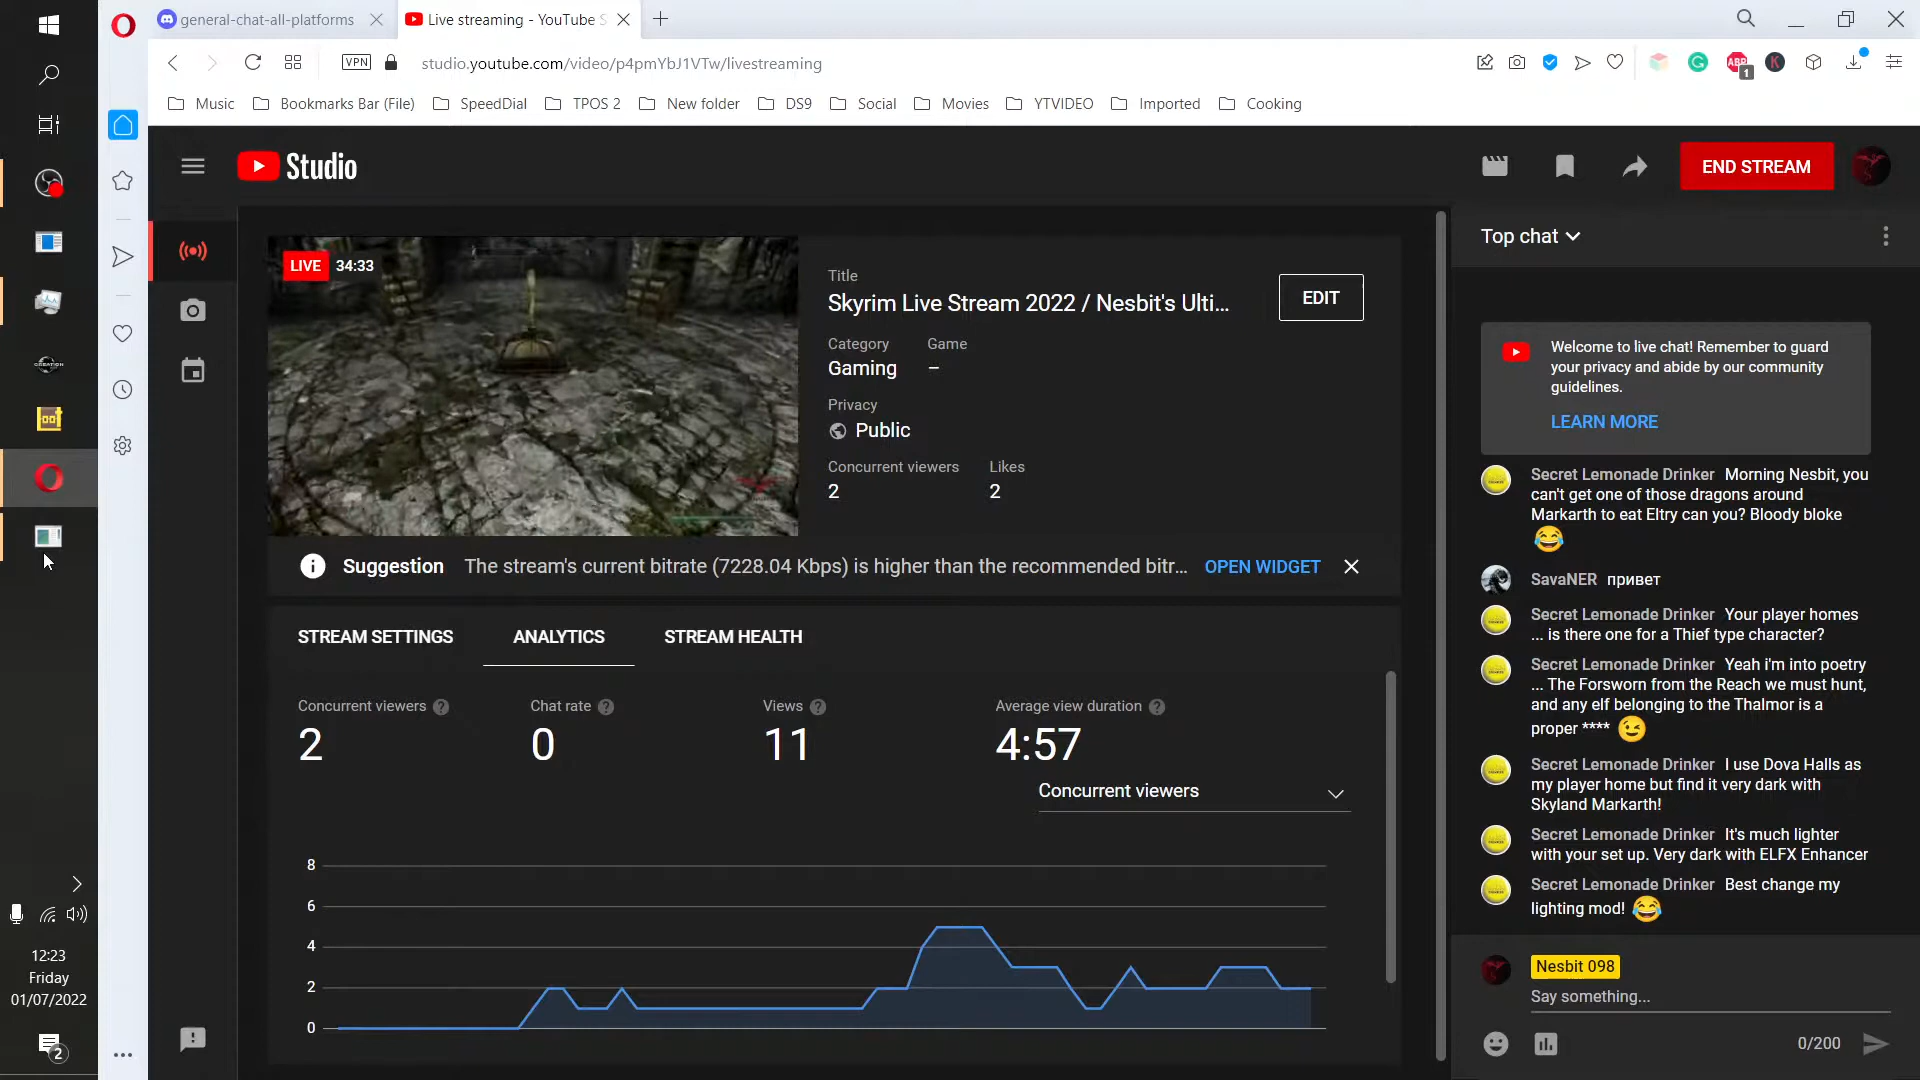 general-chat-all-platforms
Live streaming - YouTube S
VPN
studio.youtube.com/video/p4pmYbJ1VTw/livestreaming
ABP
1
Music
Bookmarks Bar (File)
SpeedDial
TPOS 2
New folder
DS9
Social
Movies
YTVIDEO
Imported
Cooking
Studio
END STREAM
LIVE
34:33
Title
Skyrim Live Stream 2022 / Nesbit's Ulti...
EDIT
Category
Game
Gaming
–
Privacy
Public
Concurrent viewers
Likes
2
2
Suggestion
The stream's current bitrate (7228.04 Kbps) is higher than the recommended bitr...
OPEN WIDGET
STREAM SETTINGS
ANALYTICS
STREAM HEALTH
Concurrent viewers
2
Chat rate
0
Views
11
Average view duration
4:57
Concurrent viewers
8
6
4
2
0
Top chat
Welcome to live chat! Remember to guard
your privacy and abide by our community
guidelines.
LEARN MORE
Secret Lemonade Drinker Morning Nesbit, you
can't get one of those dragons around
Markarth to eat Eltry can you? Bloody bloke
😂
SavaNER привет
Secret Lemonade Drinker Your player homes
... is there one for a Thief type character?
Secret Lemonade Drinker Yeah i'm into poetry
... The Forsworn from the Reach we must hunt,
and any elf belonging to the Thalmor is a
proper **** 😉
Secret Lemonade Drinker I use Dova Halls as
my player home but find it very dark with
Skyland Markarth!
Secret Lemonade Drinker It's much lighter
with your set up. Very dark with ELFX Enhancer
Secret Lemonade Drinker Best change my
lighting mod! 😂
Nesbit 098
Say something...
0/200
12:23
Friday
01/07/2022
2